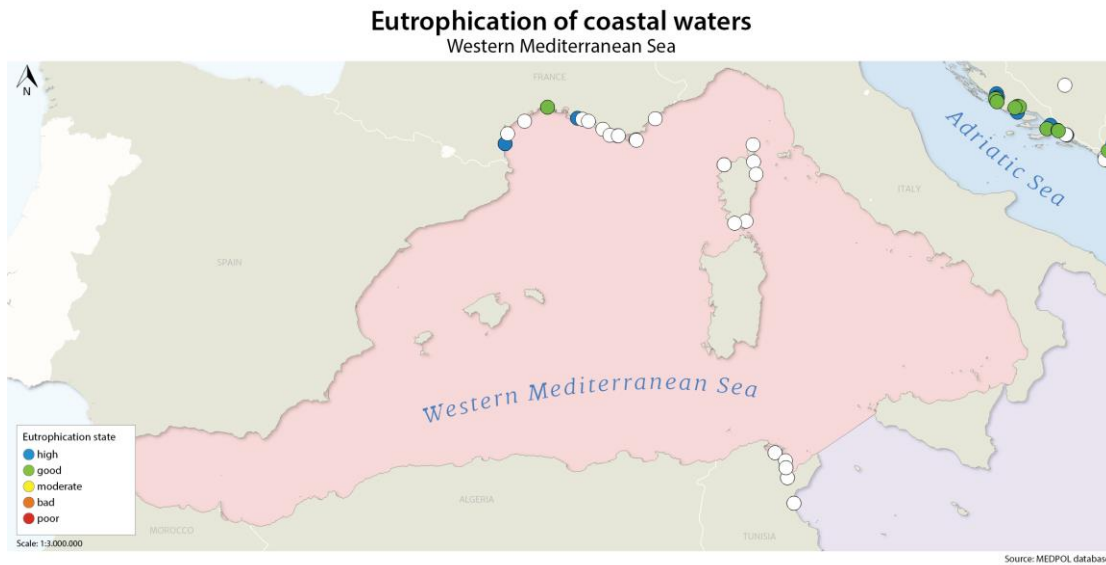 Eutrophication of coastal waters
Western Mediterranean Sea
N
FRANCE
Adriatic Sea
ITALY
SPAIN
Western Mediterranean Sea
Eutrophication state
high
good
moderate
bad
poor
ALGERIA
MOROCCO
TUNISIA
Scale: 1:3.000.000
Source: MEDPOL database